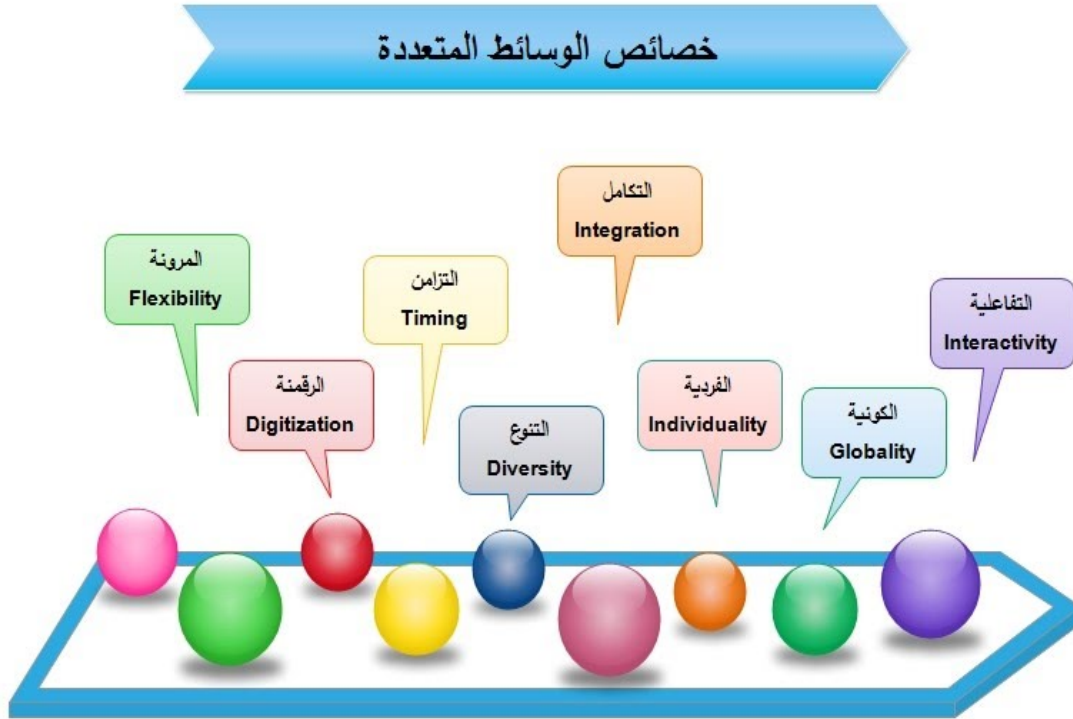 خصائص الوسائط المتعددة
التكامل
Integration
المرونة
Flexibility
التزامن
Timing
التفاعلية
Interactivity
الرقمنة
Digitization
الفردية
Individuality
الكونية
Globality
التنوع
Diversity